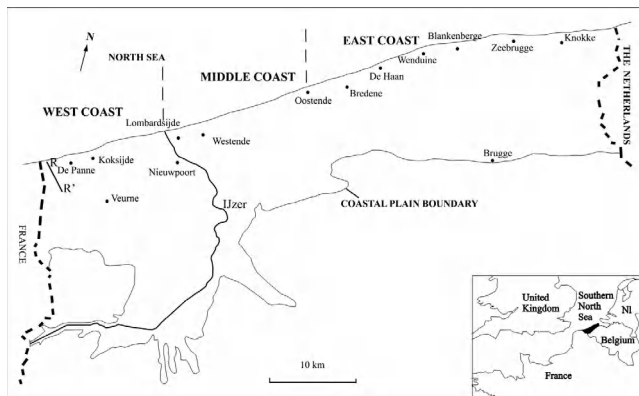 N
NORTH SEA
EAST COAST
MIDDLE COAST
WEST COAST
Blankenberge
Knokke
Wenduine
Zeebrugge
De Haan
Oostende
Bredene
THE NETHERLANDS
Lombardsijde
Westende
R
De Panne
Koksijde
Nieuwpoort
Brugge
R'
Veurne
IJzer
COASTAL PLAIN BOUNDARY
FRANCE
10 km
United
Kingdom
Southern
North
Sea
Nl
Belgium
France